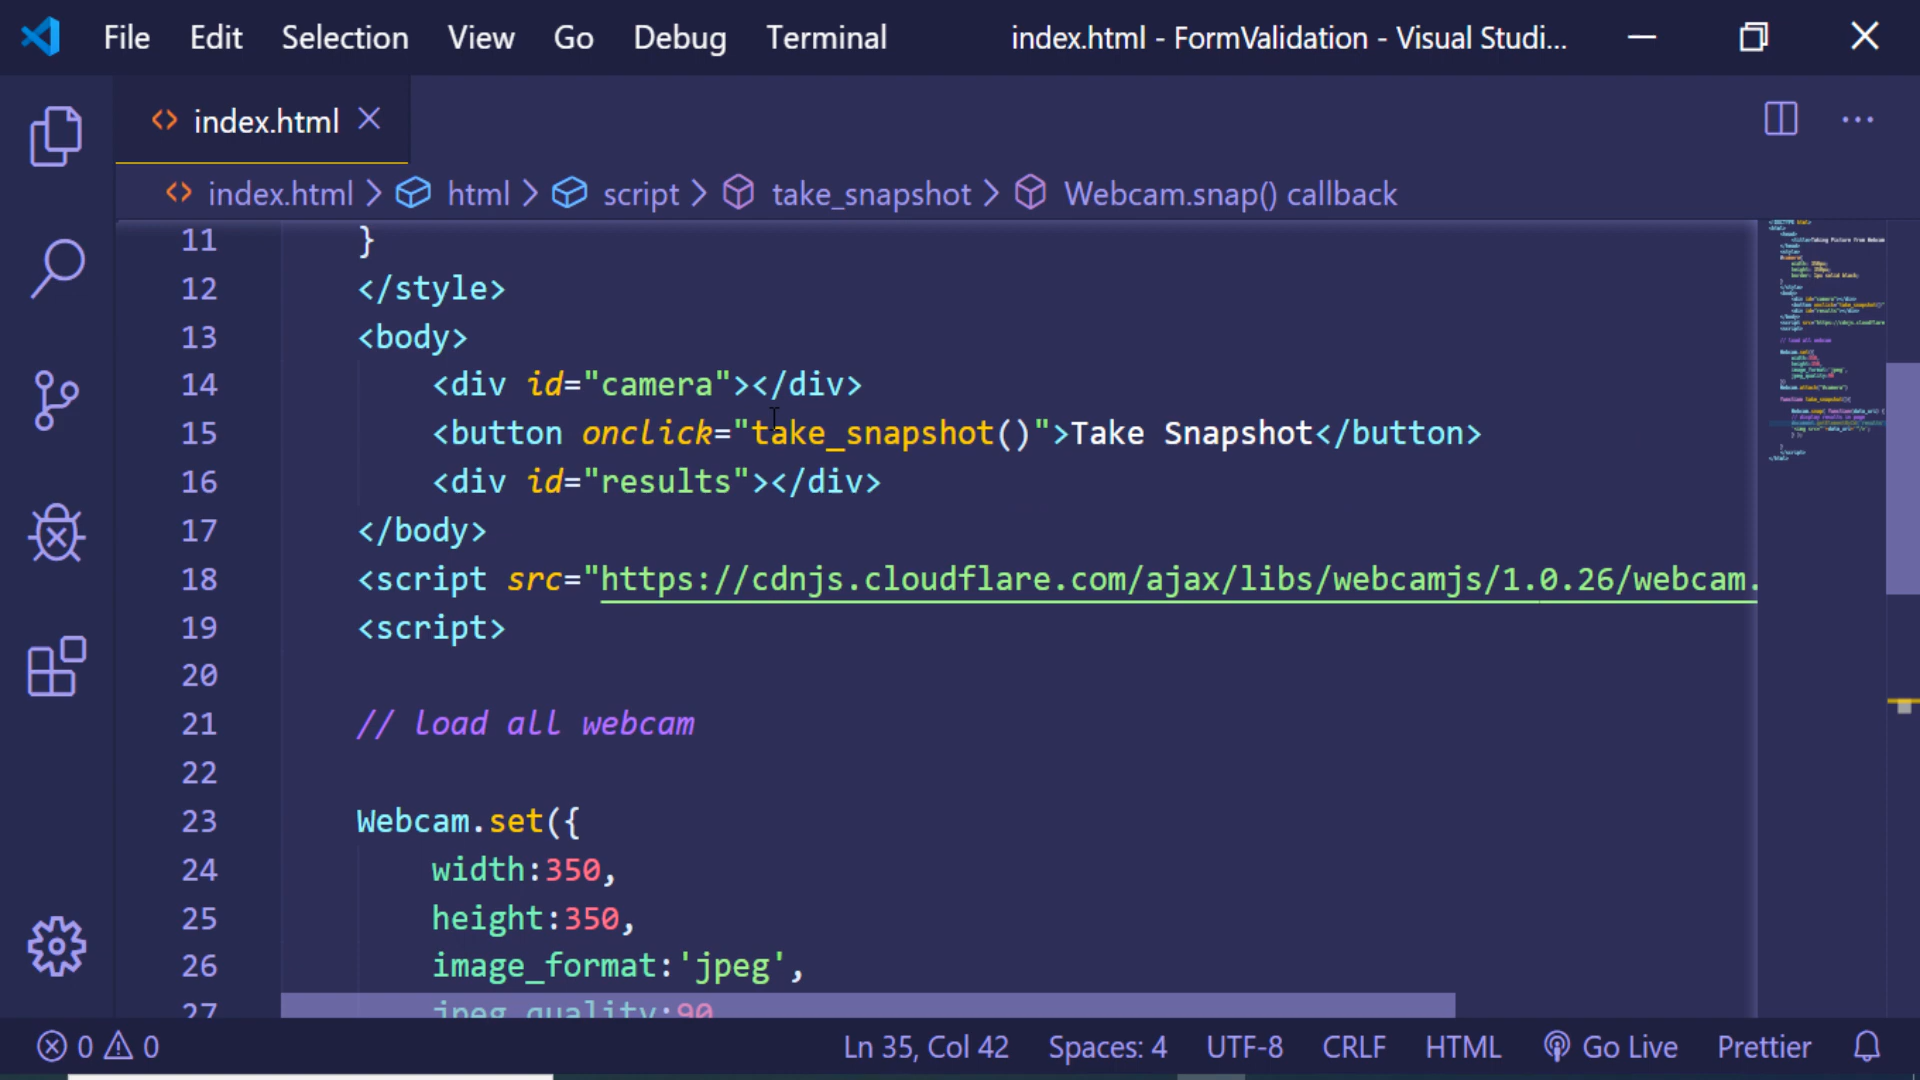 File Edit Selection View Go Debug Terminal index.html - FormValidation - Visual Studi...
index.html
index.html > html > script > take_snapshot > Webcam.snap() callback
11 }
12 </style>
13 <body>
14 <div id="camera"></div>
15 <button onclick="take_snapshot()">Take Snapshot</button>
16 <div id="results"></div>
17 </body>
18 <script src="https://cdnjs.cloudflare.com/ajax/libs/webcamjs/1.0.26/webcam.
19 <script>
20
21 // load all webcam
22
23 Webcam.set({
24 width:350,
25 height:350,
26 image_format:'jpeg',
27 jpeg_quality:90
0 0 Ln 35, Col 42 Spaces: 4 UTF-8 CRLF HTML Go Live Prettier